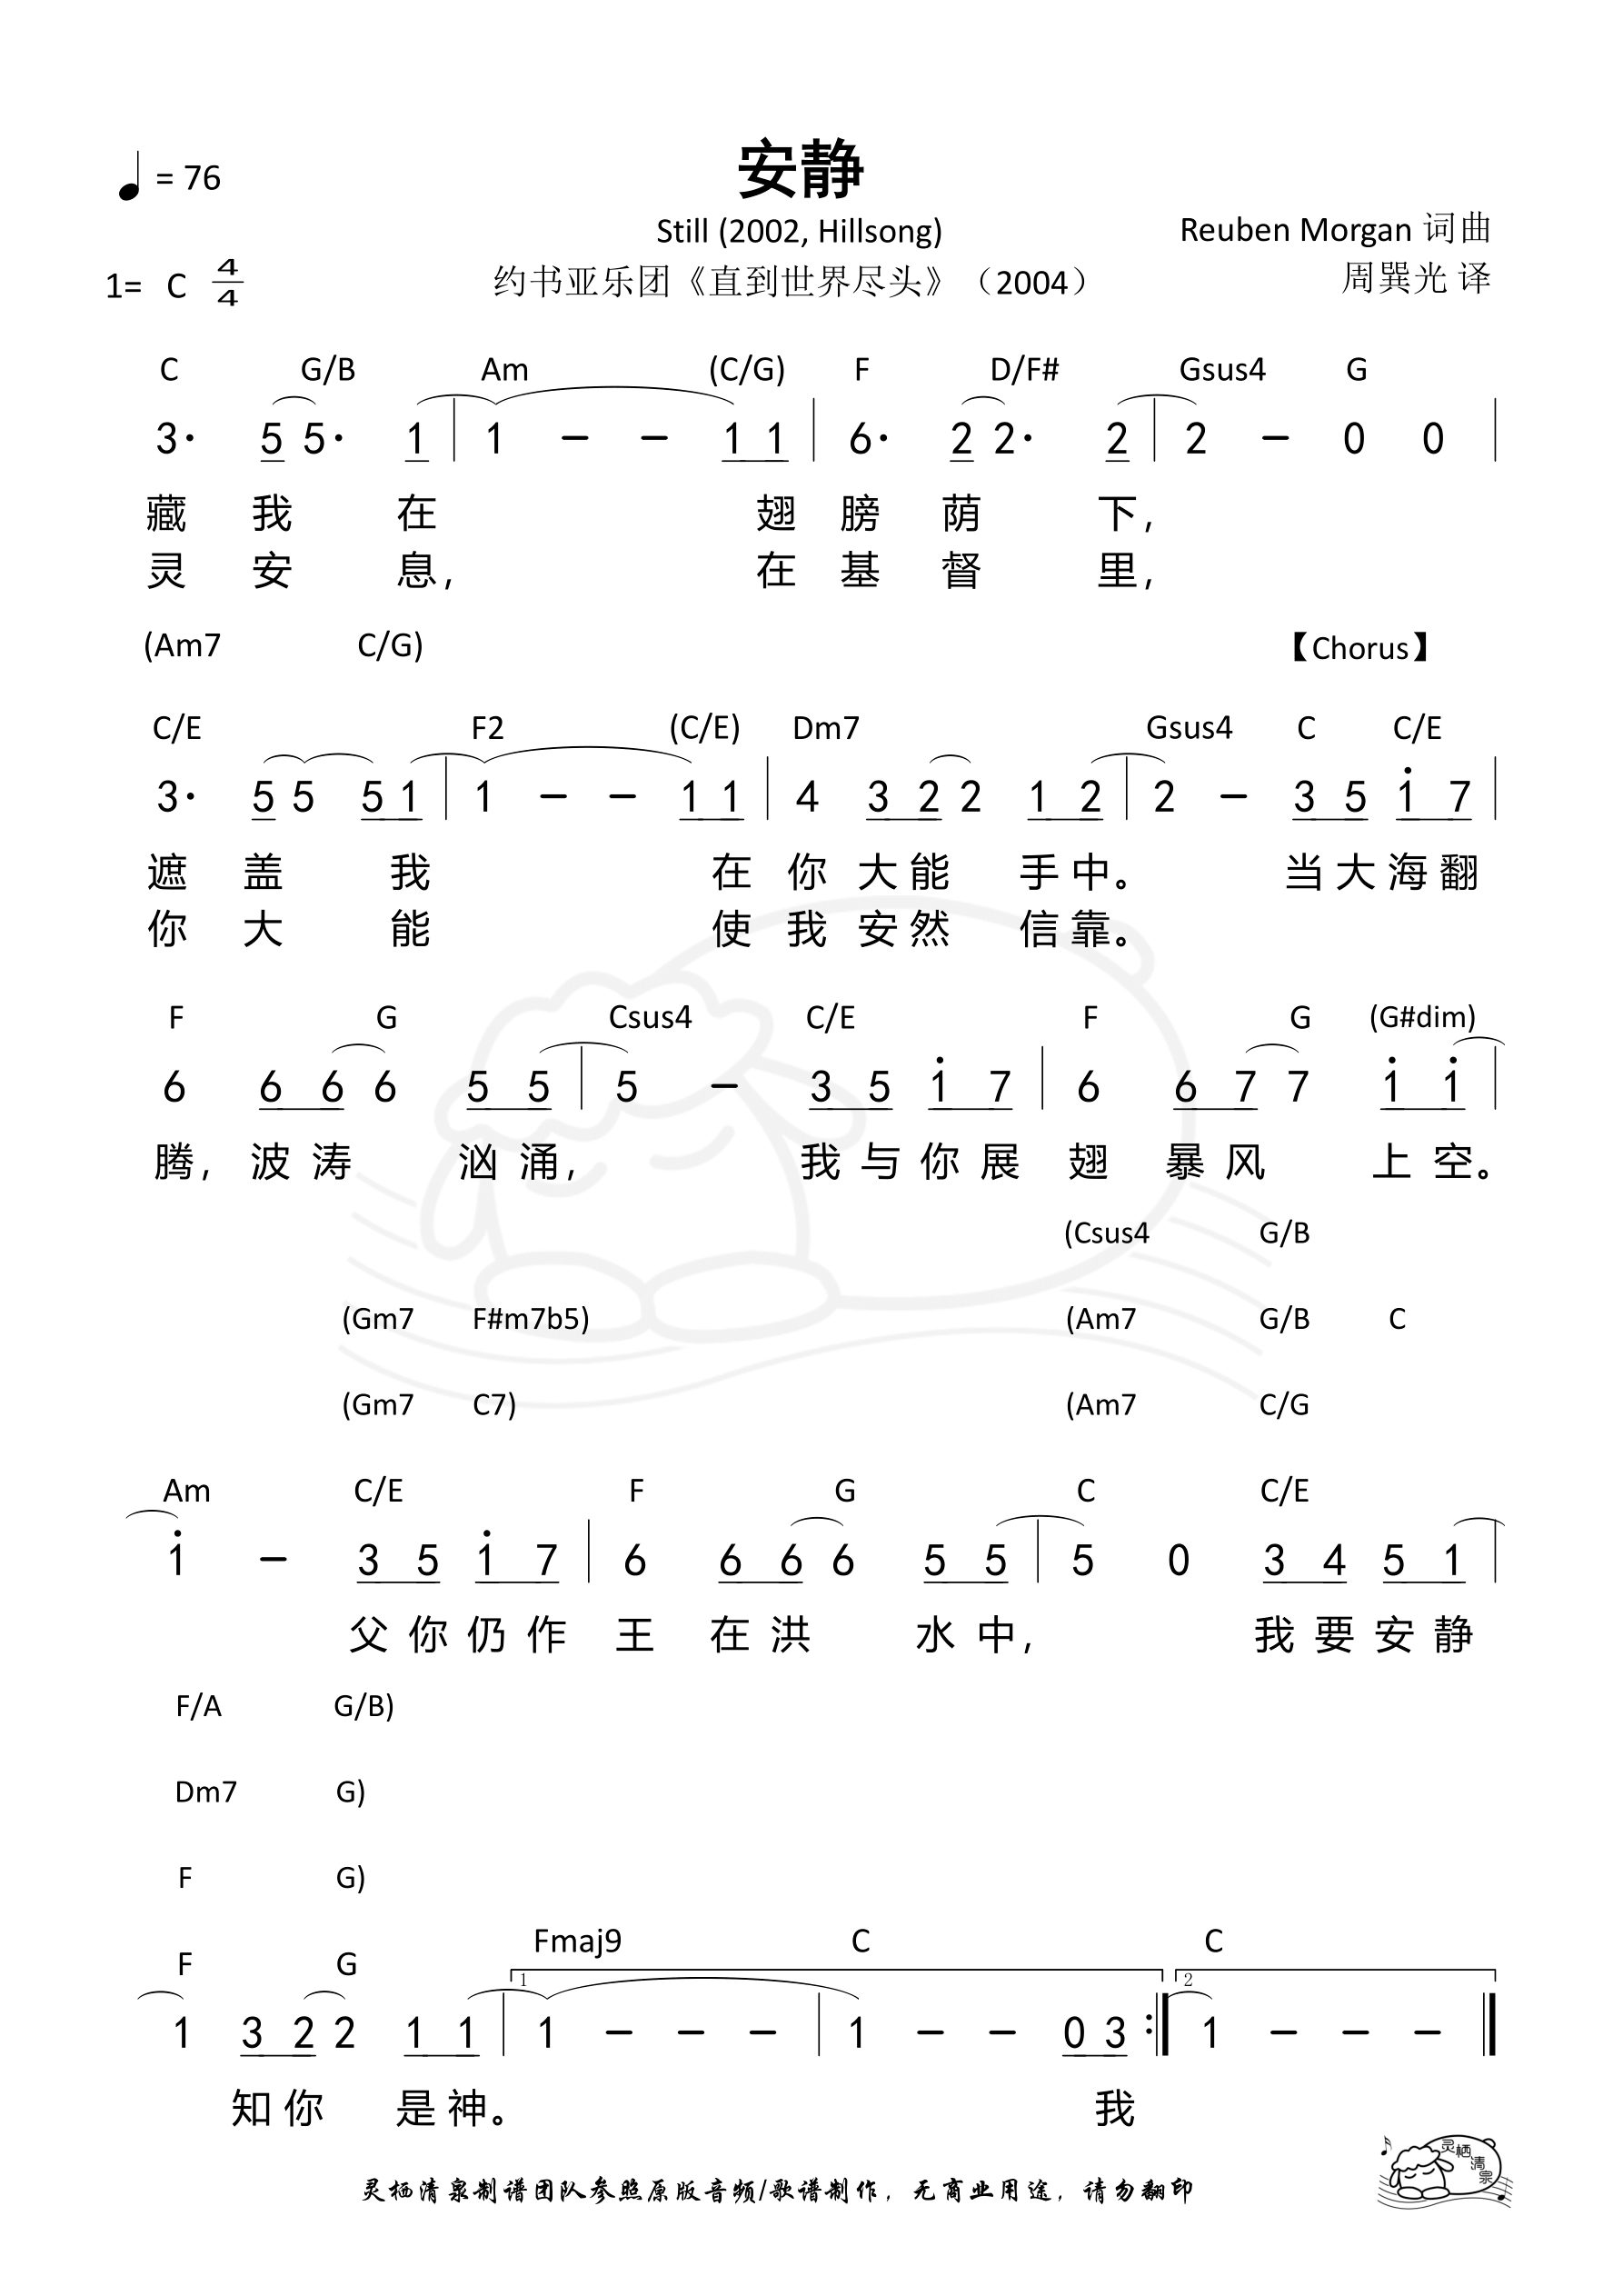 安静
= 76
Still (2002, Hillsong)
Reuben Morgan 词曲
1= C 4/4
约书亚乐团《直到世界尽头》（2004）
周巽光 译
C G/B Am (C/G) F D/F# Gsus4 G
3· 5 5· 1 | 1 – – 1 1 | 6· 2 2· 2 | 2 – 0 0 |
藏 我 在 翅 膀 荫 下,
灵 安 息, 在 基 督 里,
(Am7 C/G) 【Chorus】
C/E F2 (C/E) Dm7 Gsus4 C C/E
3· 5 5 5 1 | 1 – – 1 1 | 4 3 2 2 1 2 | 2 – 3 5 1̇ 7 |
遮 盖 我 在 你 大 能 手 中。 当 大 海 翻
你 大 能 使 我 安 然 信 靠。
F G Csus4 C/E F G (G#dim)
6 6 6 6 5 5 | 5 – 3 5 1̇ 7 | 6 6 7 7 1̇ 1̇ |
腾, 波 涛 汹 涌, 我 与 你 展 翅 暴 风 上 空。
(Csus4 G/B
(Gm7 F#m7b5) (Am7 G/B C
(Gm7 C7) (Am7 C/G
Am C/E F G C C/E
1̇ – 3 5 1̇ 7 | 6 6 6 6 5 5 | 5 0 3 4 5 1 |
父 你 仍 作 王 在 洪 水 中, 我 要 安 静
F/A G/B)
Dm7 G)
F G)
F G Fmaj9 C C
1 2
1 3 2 2 1 1 | 1 – – – | 1 – – 0 3 :‖ 1 – – – ‖
知 你 是 神。 我
灵栖清泉制谱团队参照原版音频/歌谱制作，无商业用途，请勿翻印
灵栖清泉